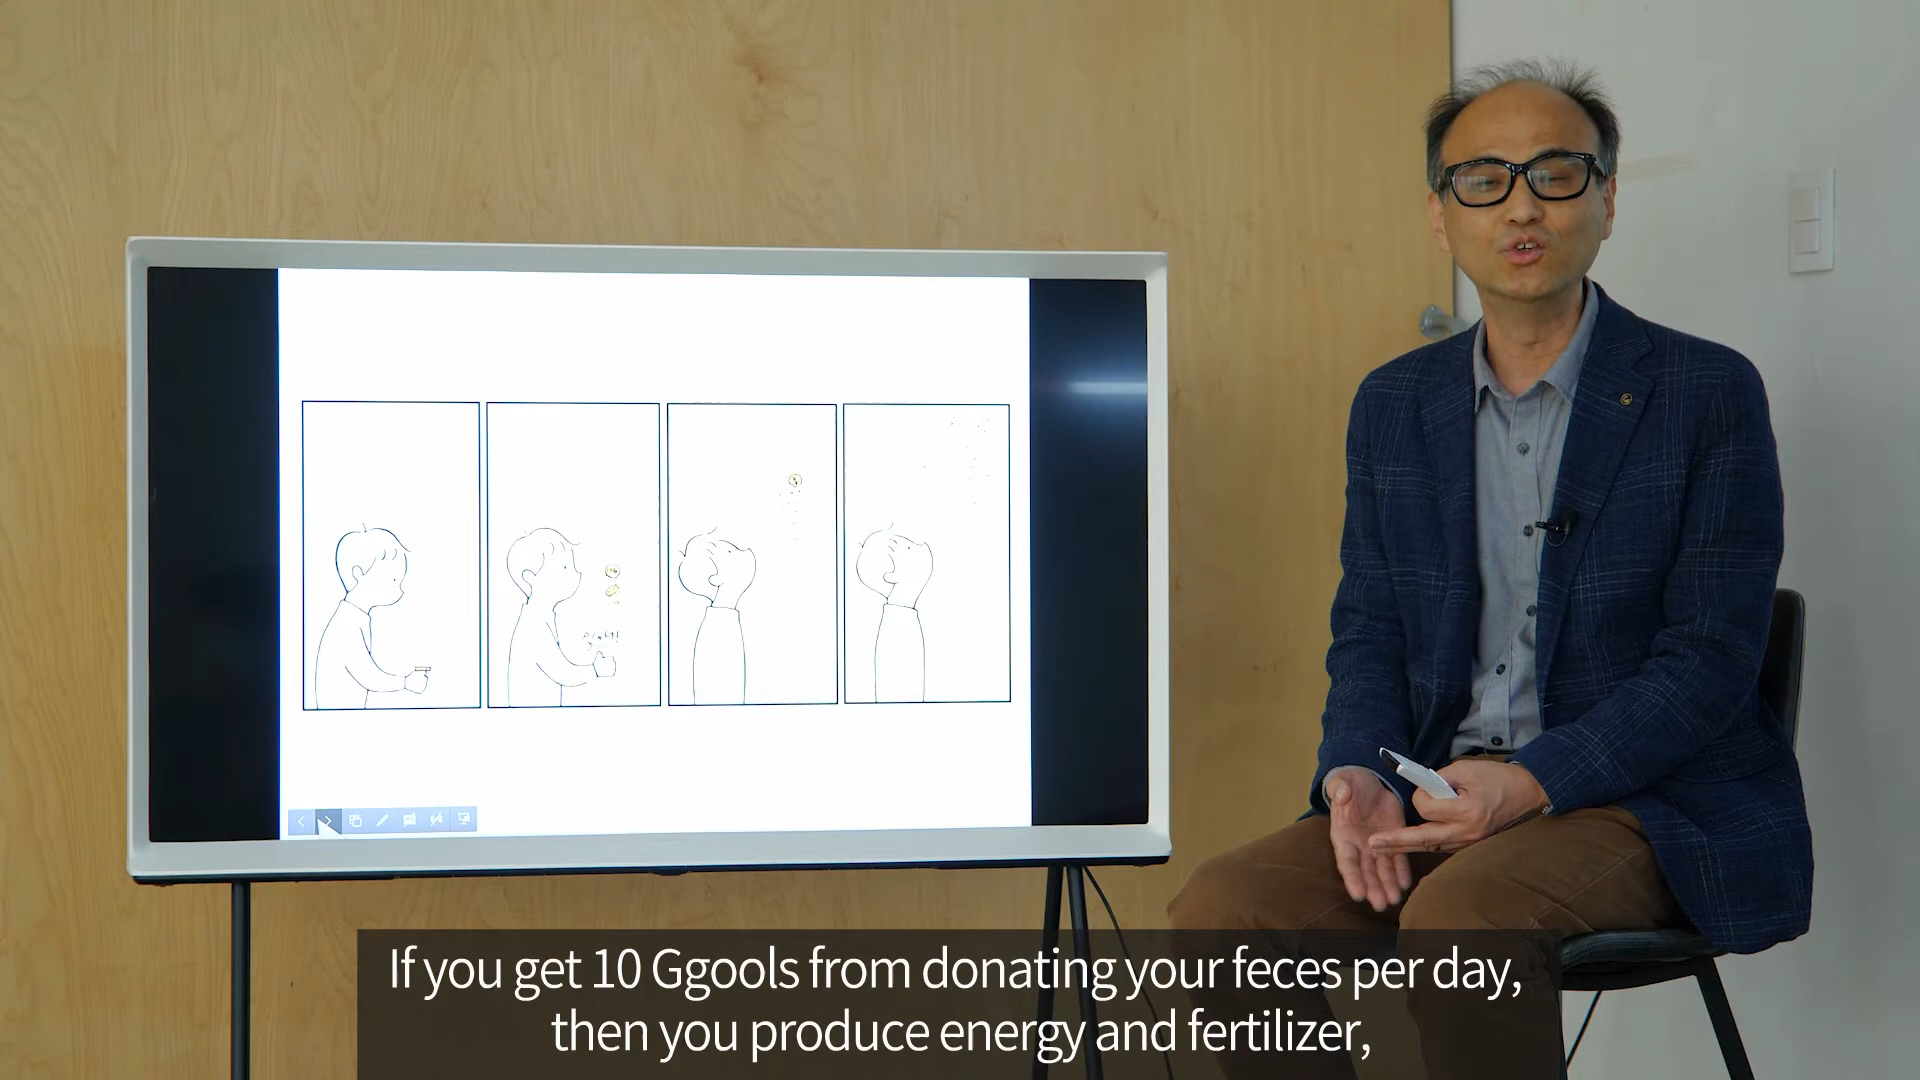 If you get 10 Ggools from donating your feces per day,
then you produce energy and fertilizer,